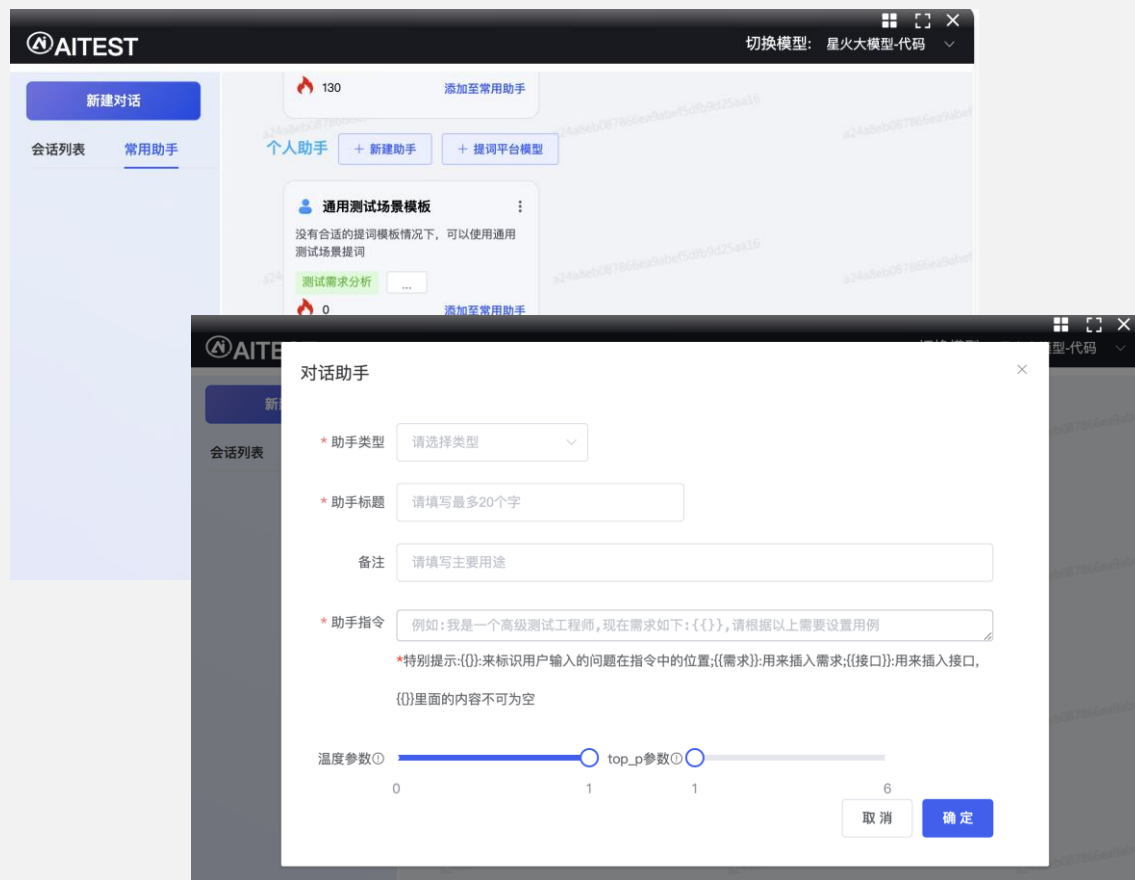 AITEST
切换模型: 星火大模型-代码
新建对话
130
添加至常用助手
会话列表
常用助手
个人助手
+ 新建助手
+ 提词平台模型
通用测试场景模板
没有合适的提词模板情况下，可以使用通用
测试场景提词
测试需求分析
...
0
添加至常用助手
AITE
型-代码
新
会话列表
对话助手
* 助手类型
请选择类型
* 助手标题
请填写最多20个字
备注
请填写主要用途
* 助手指令
例如:我是一个高级测试工程师,现在需求如下:{{}},请根据以上需要设置用例
*特别提示:{{}}:来标识用户输入的问题在指令中的位置;{{需求}}:用来插入需求;{{接口}}:用来插入接口,
{{}}里面的内容不可为空
温度参数
top_p参数
0
1
1
6
取 消
确 定